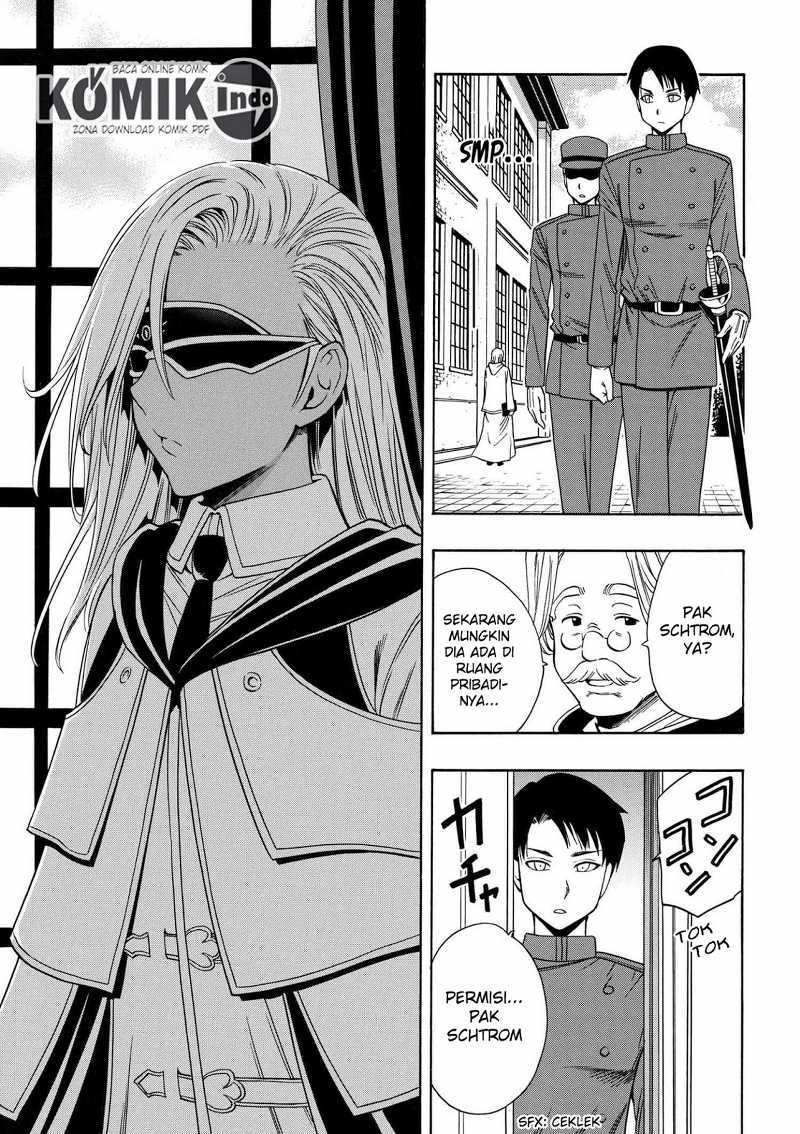 BACA ONLINE KOMIK
KOMIK indo
ZONA DOWNLOAD KOMIK PDF
SMP...
PAK
SCHTROM,
YA?
SEKARANG
MUNGKIN
DIA ADA DI
RUANG
PRIBADI-
NYA...
コンコン
TOK
TOK
カチャ
PERMISI...
PAK
SCHTROM
SFX: CEKLEK